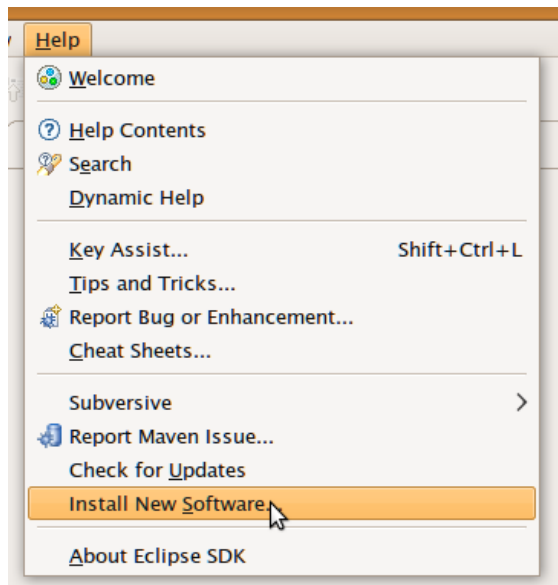 Help
Welcome
Help Contents
Search
Dynamic Help
Key Assist... Shift+Ctrl+L
Tips and Tricks...
Report Bug or Enhancement...
Cheat Sheets...
Subversive
Report Maven Issue...
Check for Updates
Install New Software...
About Eclipse SDK